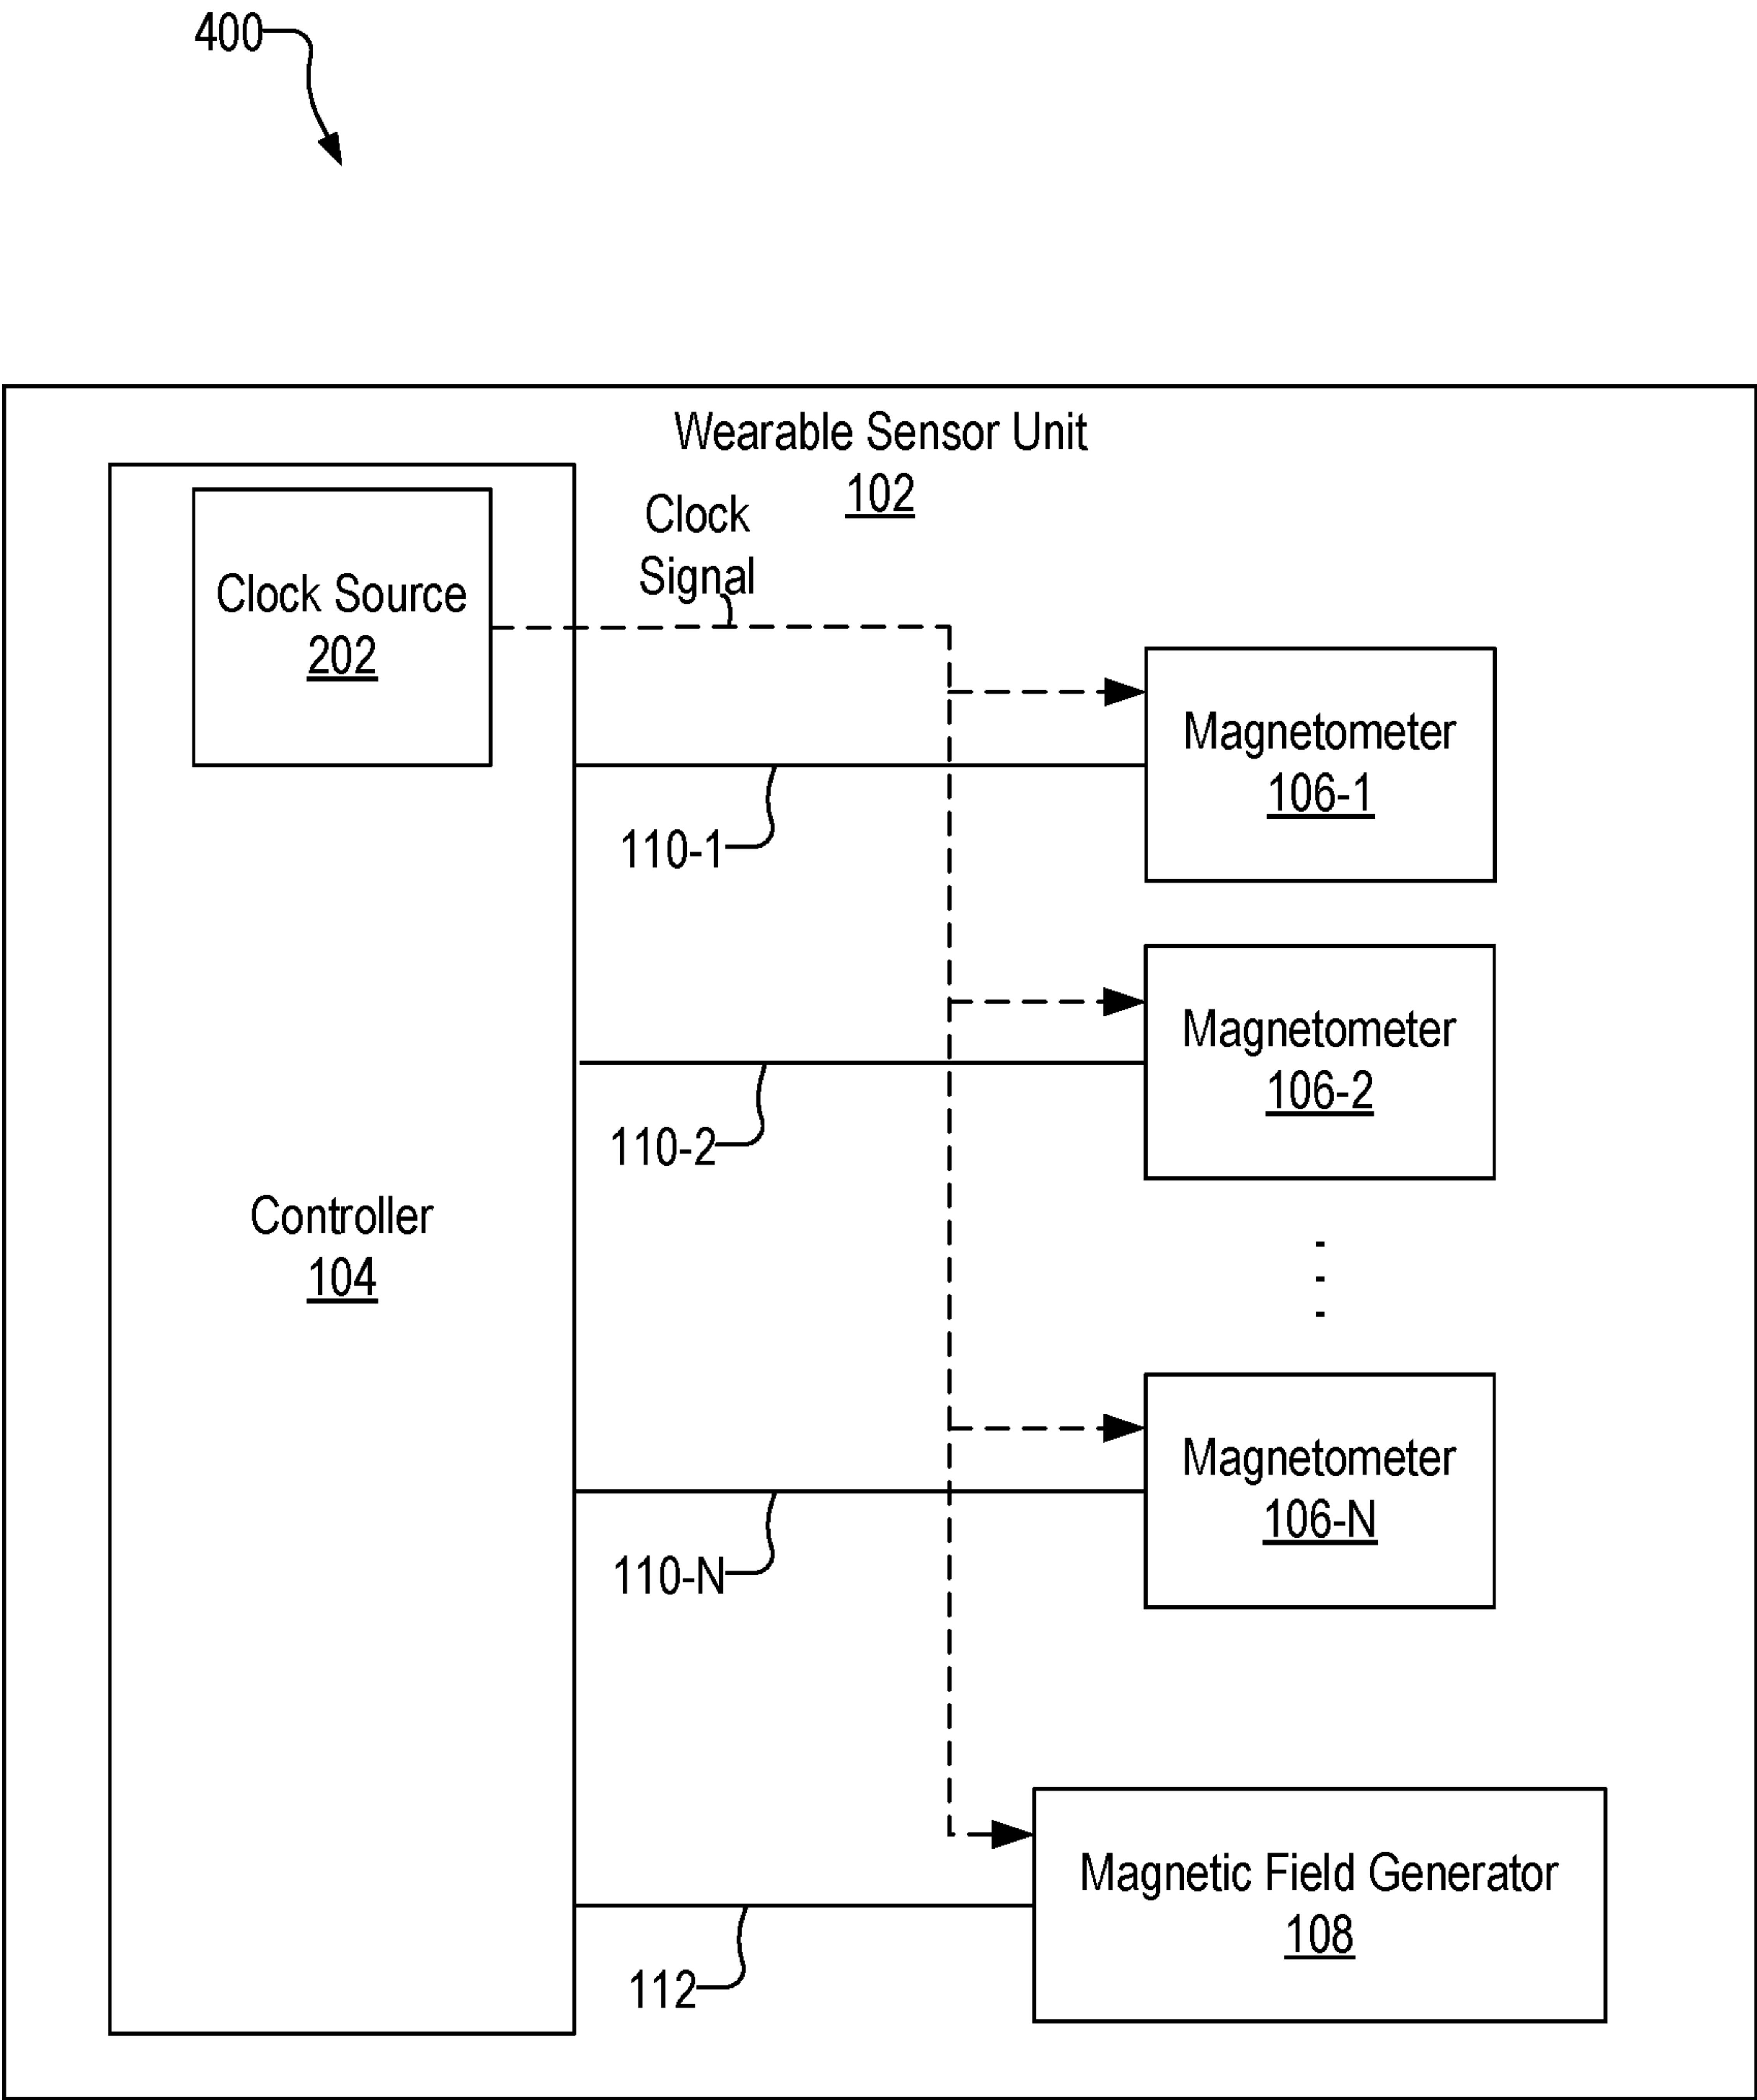 400
Wearable Sensor Unit
102
Clock
Signal
Clock Source
202
Magnetometer
106-1
110-1
Magnetometer
106-2
110-2
Controller
104
Magnetometer
106-N
110-N
Magnetic Field Generator
108
112